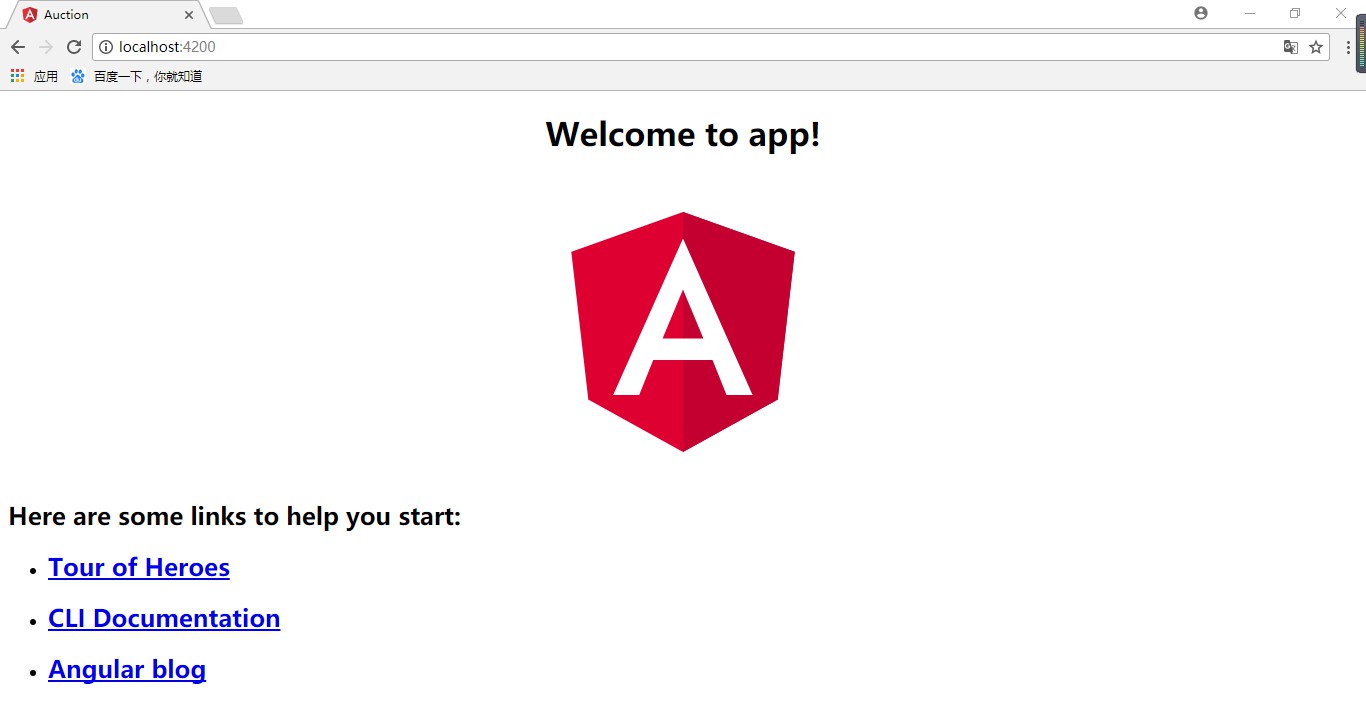 Auction
localhost:4200
应用 百度一下，你就知道
Welcome to app!
Here are some links to help you start:
Tour of Heroes
CLI Documentation
Angular blog